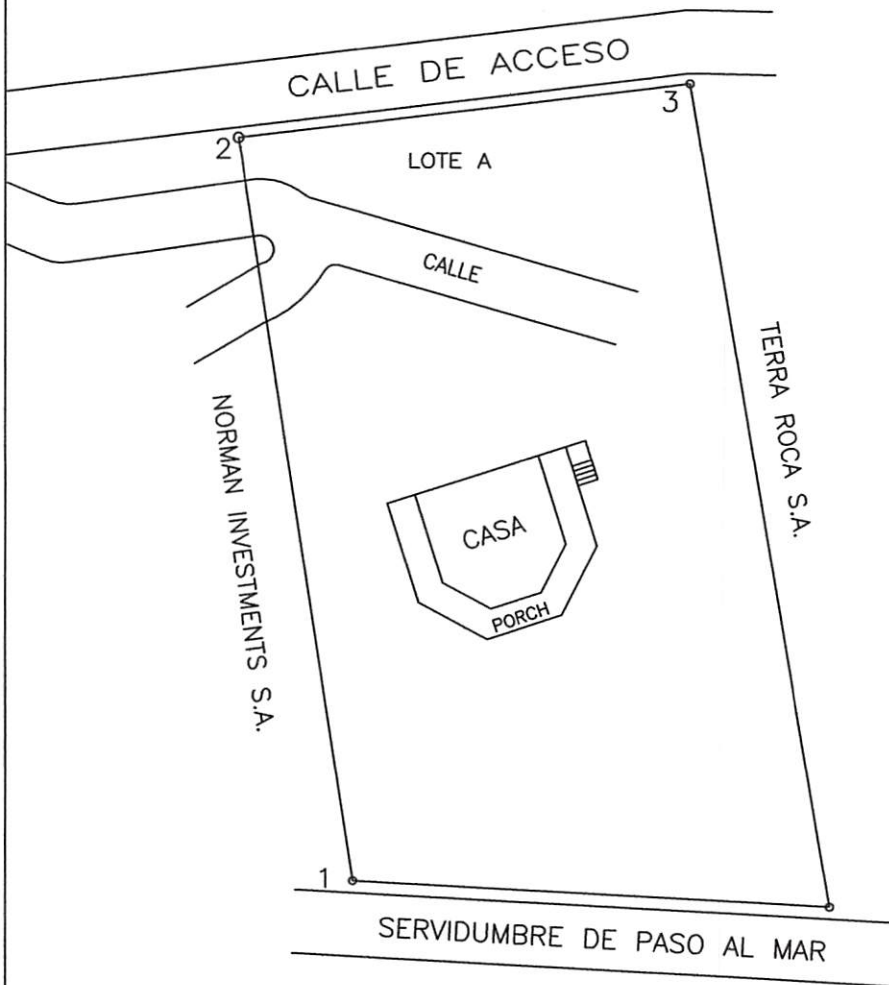 CALLE DE ACCESO
2
3
LOTE A
CALLE
TERRA ROCA S.A.
NORMAN INVESTMENTS S.A.
CASA
PORCH
1
SERVIDUMBRE DE PASO AL MAR